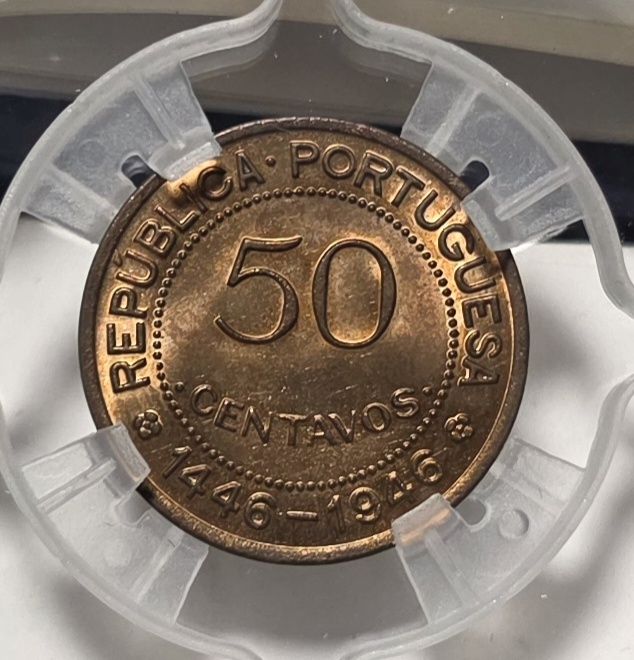 REPÚBLICA · PORTUGUESA
50
· CENTAVOS ·
1446-1946